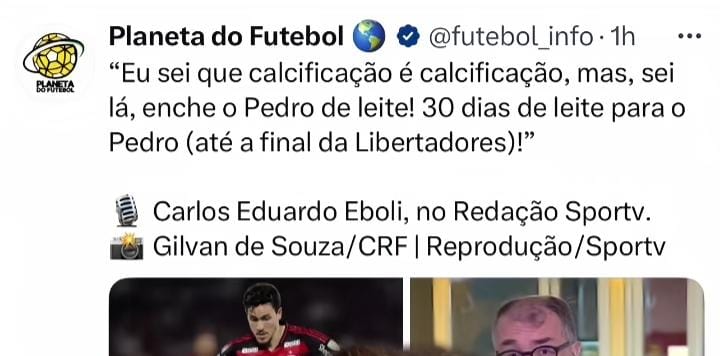 Planeta do Futebol 🌎 @futebol_info · 1h
“Eu sei que calcificação é calcificação, mas, sei
lá, enche o Pedro de leite! 30 dias de leite para o
Pedro (até a final da Libertadores)!”
🎙️ Carlos Eduardo Eboli, no Redação Sportv.
📸 Gilvan de Souza/CRF | Reprodução/Sportv
PLANETA
DO FUTEBOL